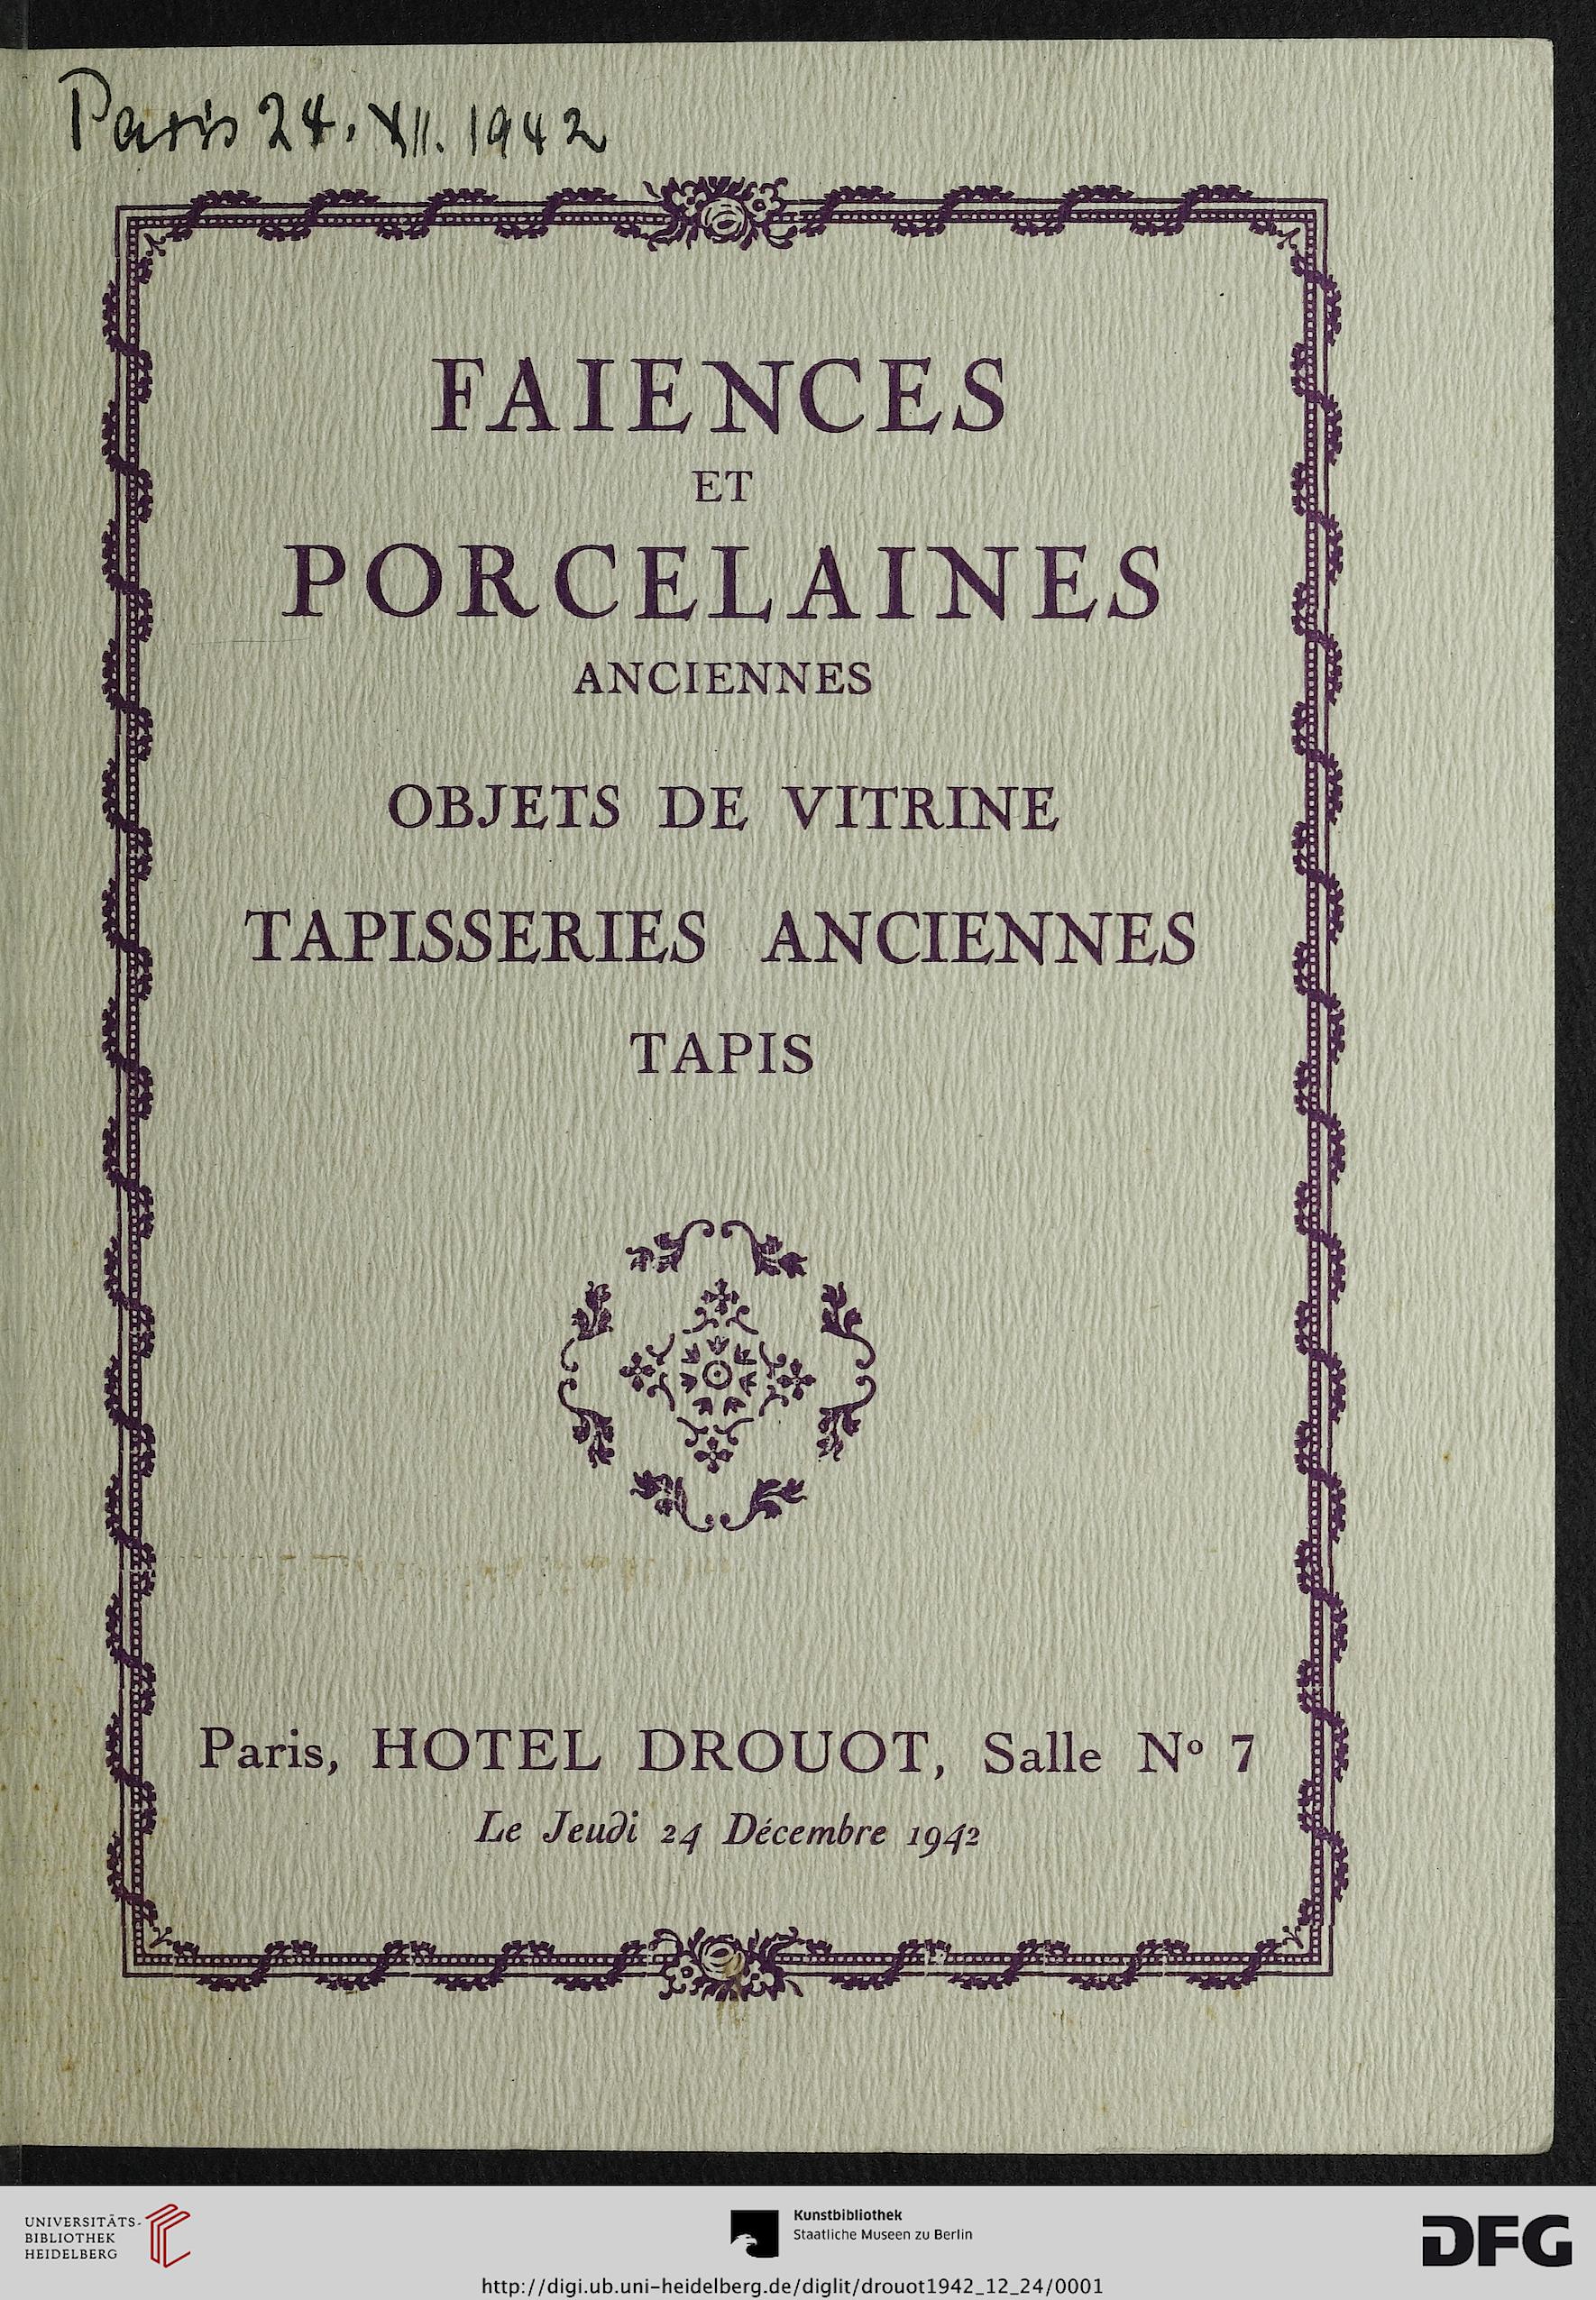 Paris 24. XII. 1942
FAIENCES
ET
PORCELAINES
ANCIENNES
OBJETS DE VITRINE
TAPISSERIES ANCIENNES
TAPIS
Paris, HOTEL DROUOT, Salle Nº 7
Le Jeudi 24 Décembre 1942
UNIVERSITÄTS-
BIBLIOTHEK
HEIDELBERG
Kunstbibliothek
Staatliche Museen zu Berlin
DFG
http://digi.ub.uni-heidelberg.de/diglit/drouot1942_12_24/0001